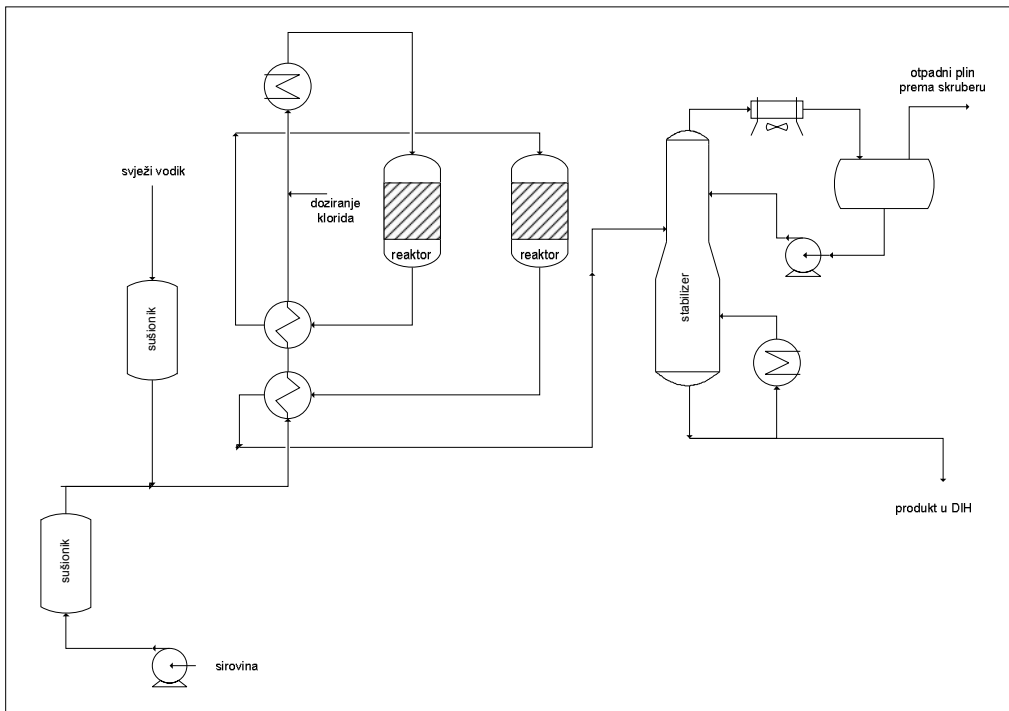 otpadni plin
prema skruberu
svježi vodik
doziranje
klorida
reaktor
reaktor
stabilizer
sušionik
produkt u DIH
sušionik
sirovina